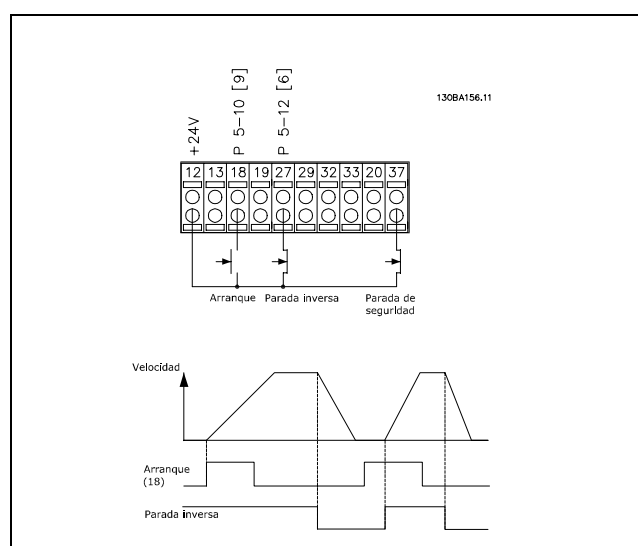 130BA156.11
+24V
P 5-10 [9]
P 5-12 [6]
12 13 18 19 27 29 32 33 20 37
Arranque Parada inversa Parada de
segurldad
Velocidad
Arranque
(18)
Parada inversa